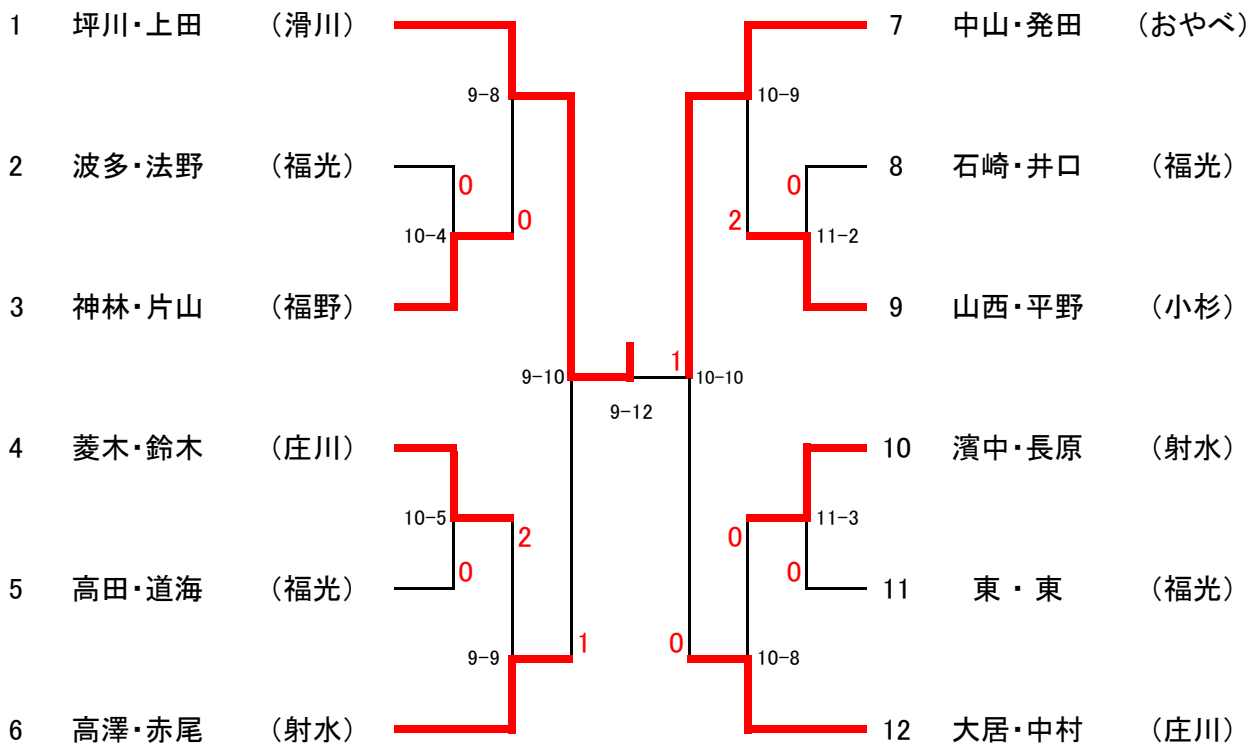 1 坪川・上田 （滑川） 7 中山・発田 （おやべ）
9-8 10-9
2 波多・法野 （福光） 8 石崎・井口 （福光）
0 0
0 2
10-4 11-2
3 神林・片山 （福野） 9 山西・平野 （小杉）
1
9-10 10-10
9-12
4 菱木・鈴木 （庄川） 10 濱中・長原 （射水）
10-5 11-3
2 0
0 0
5 高田・道海 （福光） 11 東・東 （福光）
1 0
9-9 10-8
6 高澤・赤尾 （射水） 12 大居・中村 （庄川）